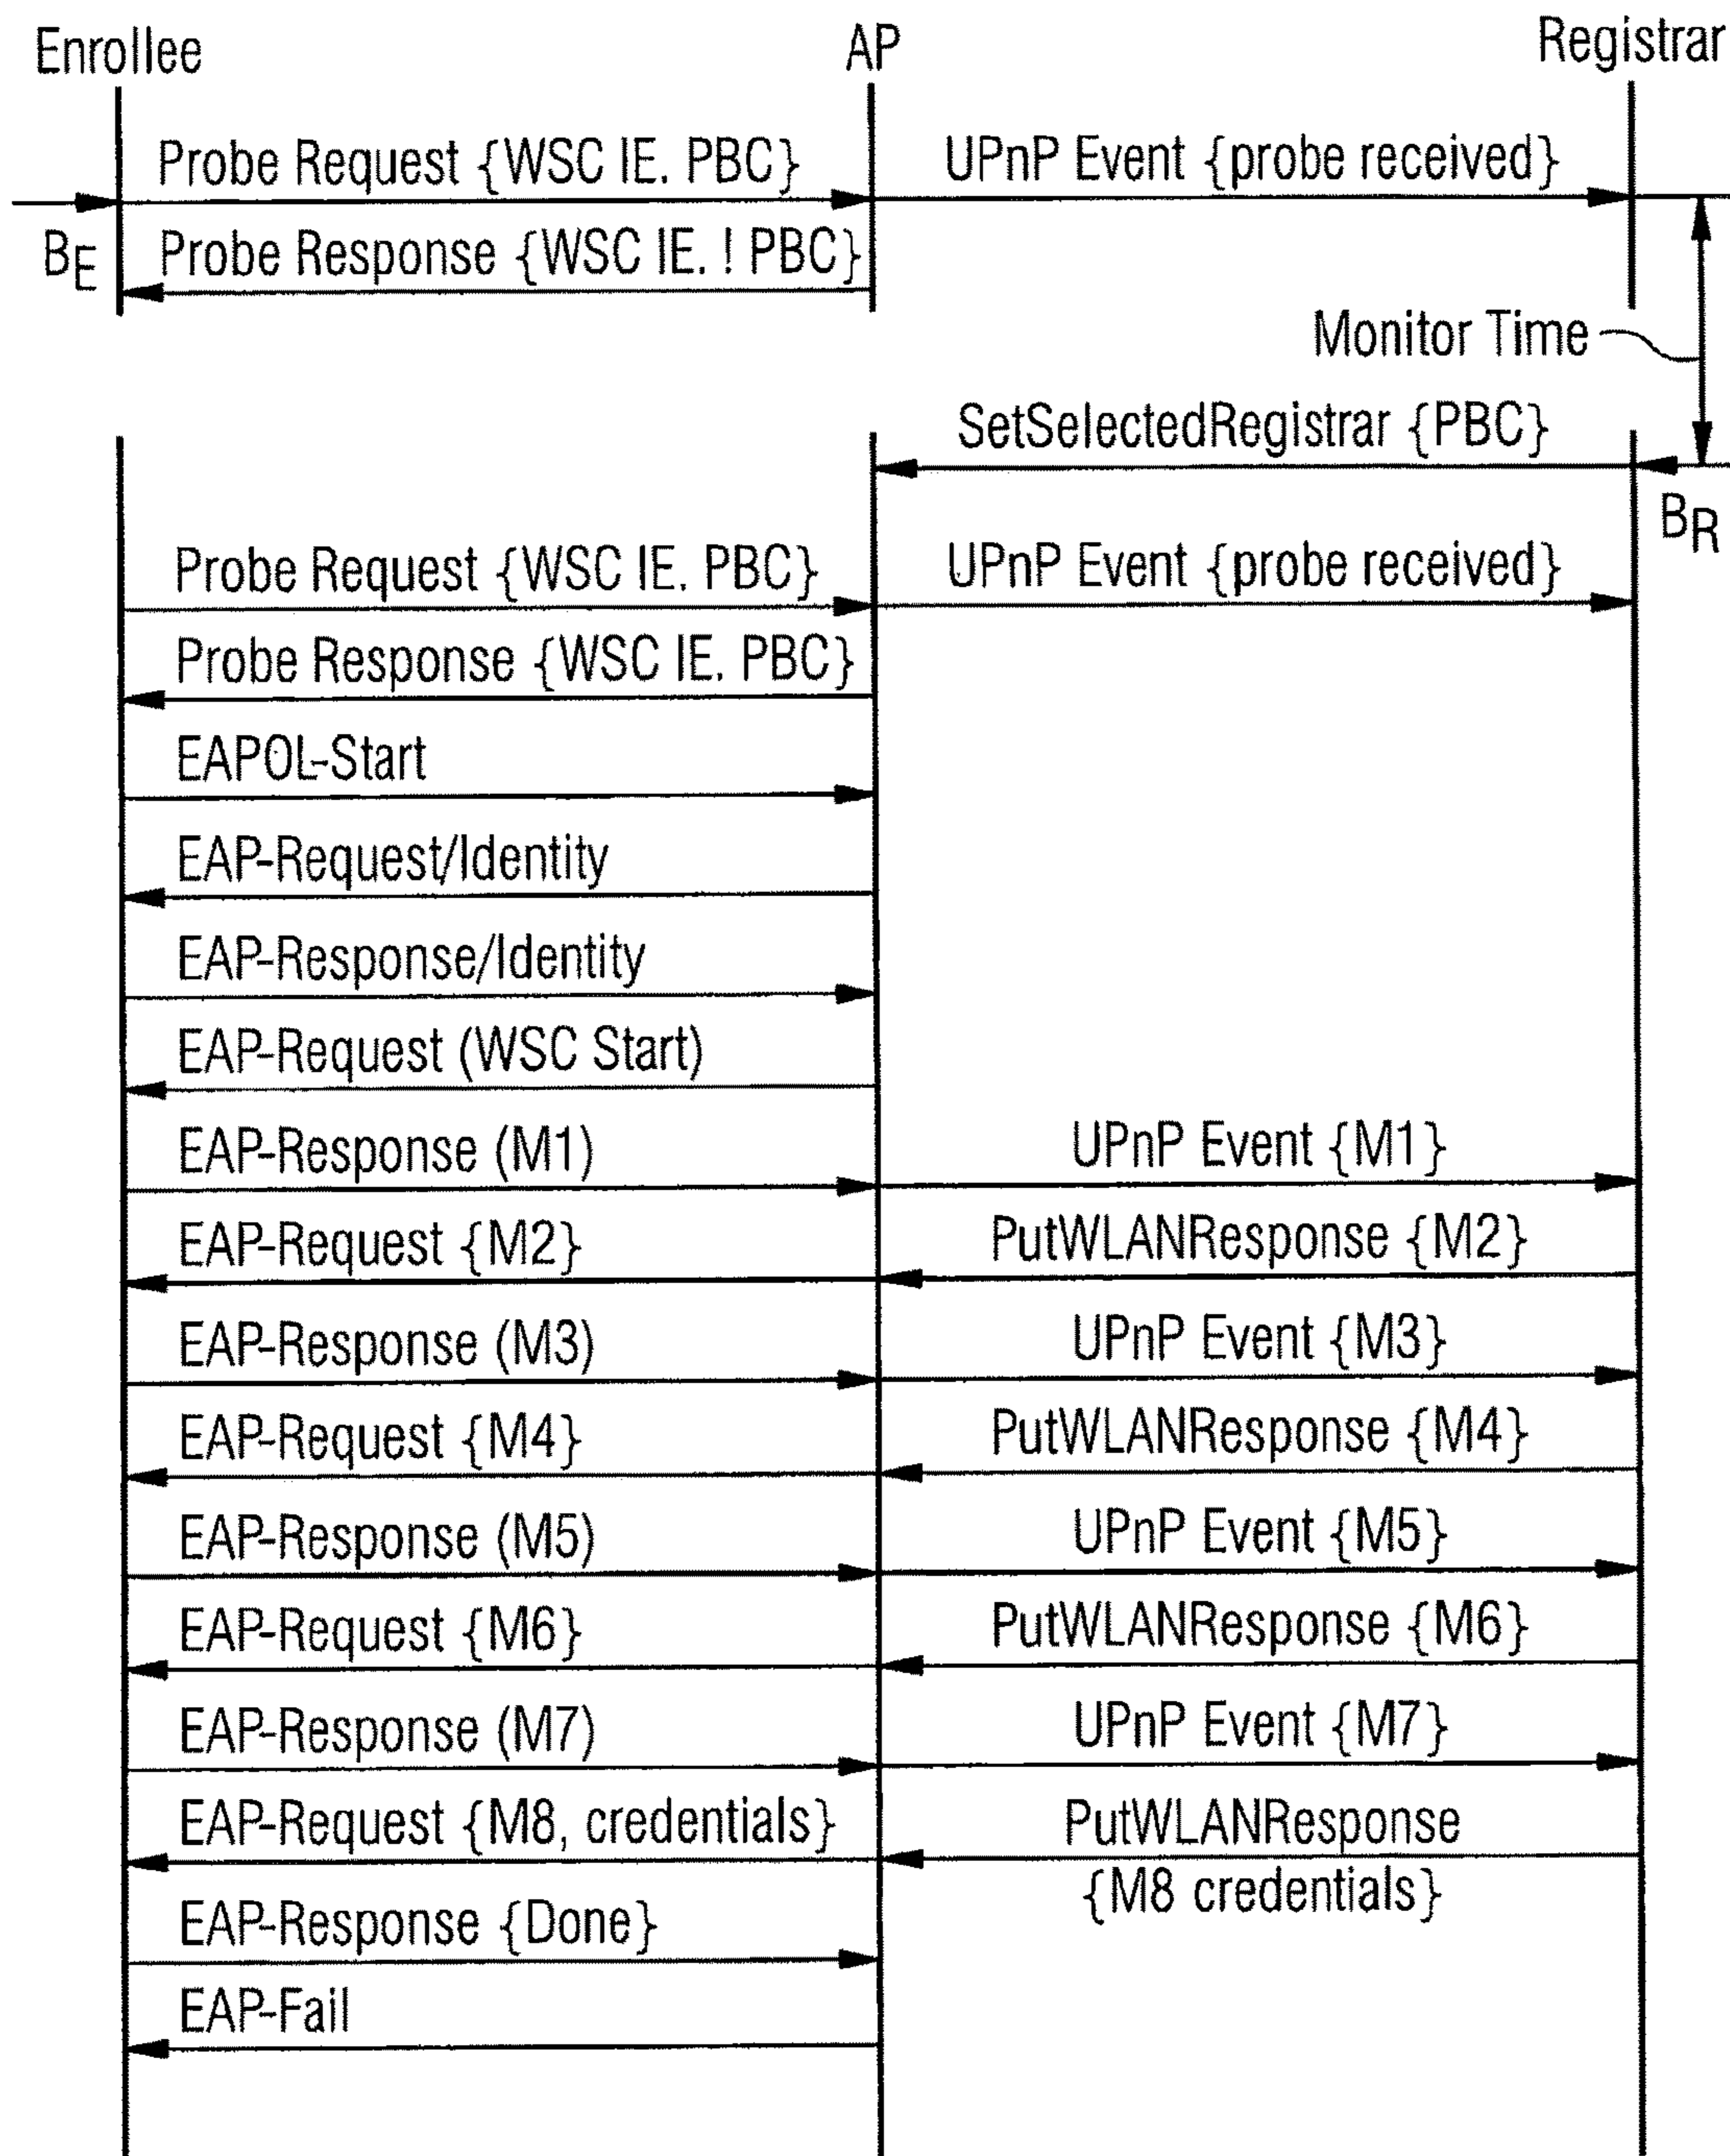 Enrollee
AP
Registrar
Probe Request {WSC IE. PBC}
UPnP Event {probe received}
BE
Probe Response {WSC IE. ! PBC}
Monitor Time
SetSelectedRegistrar {PBC}
BR
Probe Request {WSC IE. PBC}
UPnP Event {probe received}
Probe Response {WSC IE. PBC}
EAPOL-Start
EAP-Request/Identity
EAP-Response/Identity
EAP-Request (WSC Start)
EAP-Response (M1)
UPnP Event {M1}
EAP-Request {M2}
PutWLANResponse {M2}
EAP-Response (M3)
UPnP Event {M3}
EAP-Request {M4}
PutWLANResponse {M4}
EAP-Response (M5)
UPnP Event {M5}
EAP-Request {M6}
PutWLANResponse {M6}
EAP-Response (M7)
UPnP Event {M7}
EAP-Request {M8, credentials}
PutWLANResponse
{M8 credentials}
EAP-Response {Done}
EAP-Fail